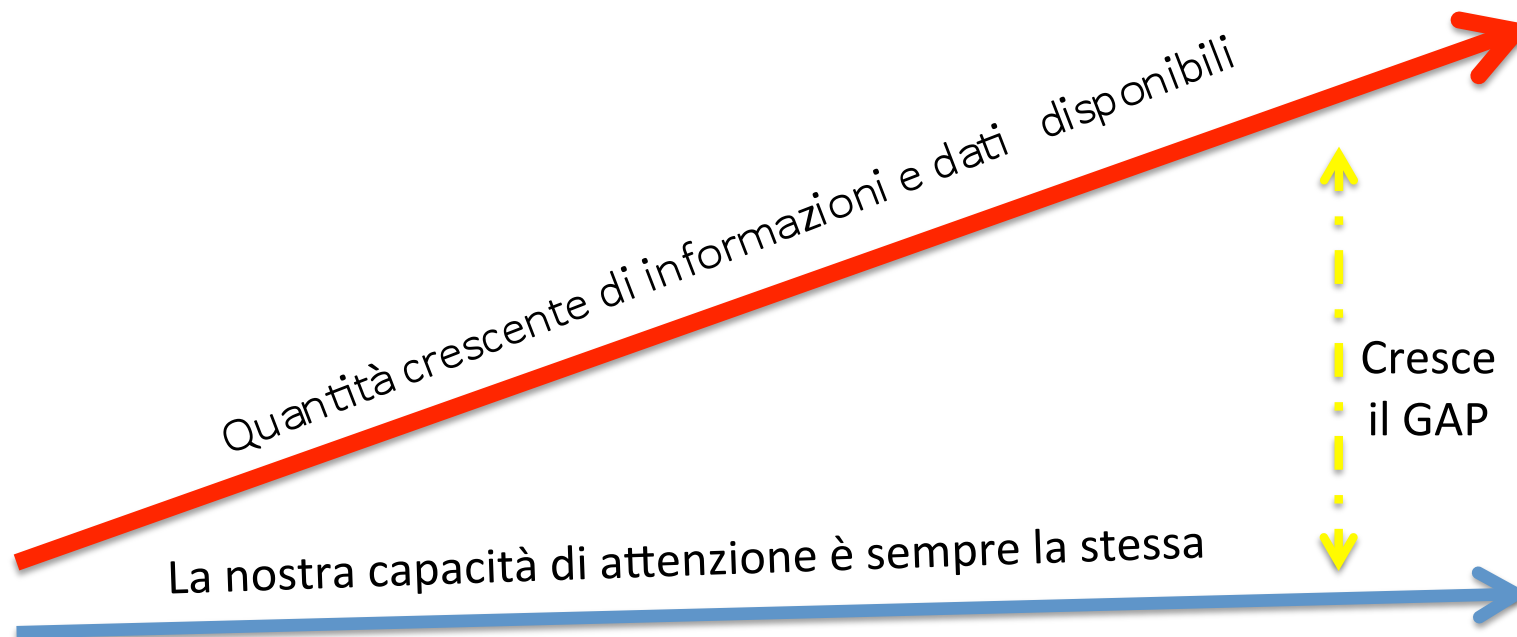 Quantità crescente di informazioni e dati disponibili
Cresce
il GAP
La nostra capacità di attenzione è sempre la stessa